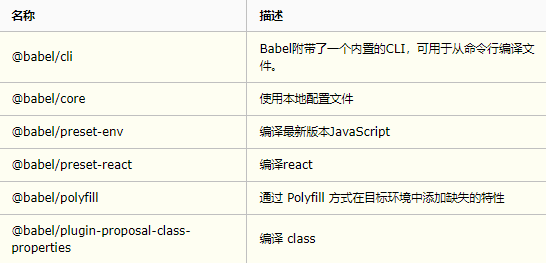 名称 描述
@babel/cli Babel附带了一个内置的CLI，可用于从命令行编译文
件。
@babel/core 使用本地配置文件
@babel/preset-env 编译最新版本JavaScript
@babel/preset-react 编译react
@babel/polyfill 通过 Polyfill 方式在目标环境中添加缺失的特性
@babel/plugin-proposal-class-
properties 编译 class